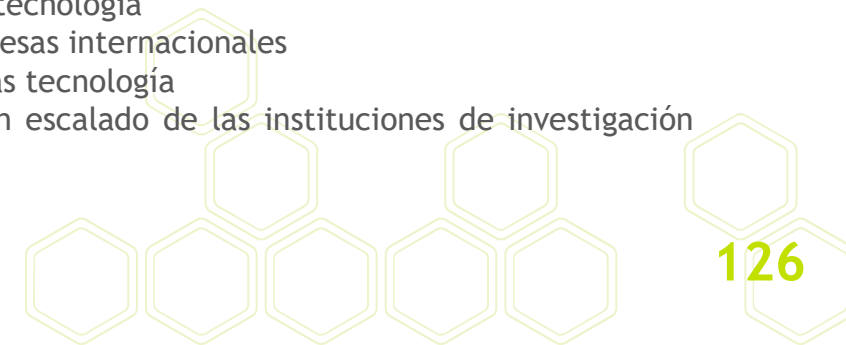 tecnología
esas internacionales
as tecnología
n escalado de las instituciones de investigación
126